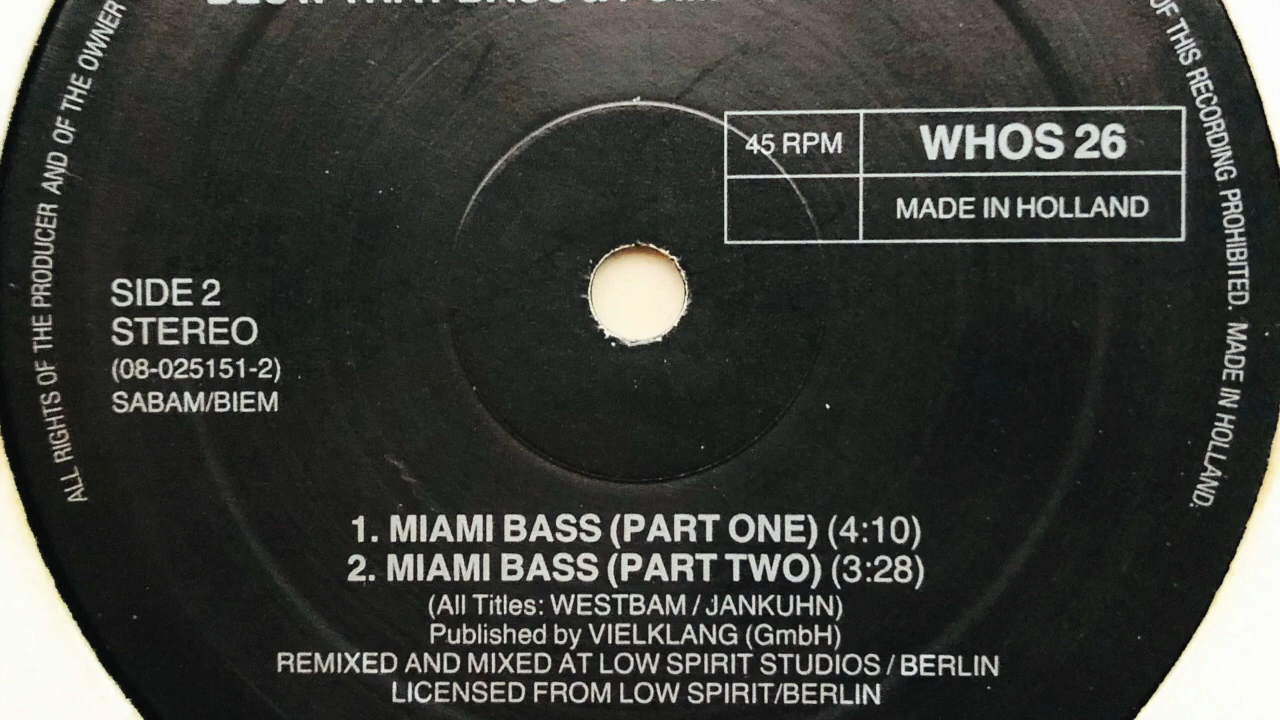 ALL RIGHTS OF THE PRODUCER AND OF THE OWNER
OF THIS RECORDING PROHIBITED. MADE IN HOLLAND.
45 RPM
WHOS 26
MADE IN HOLLAND
SIDE 2
STEREO
(08-025151-2)
SABAM/BIEM
1. MIAMI BASS (PART ONE) (4:10)
2. MIAMI BASS (PART TWO) (3:28)
(All Titles: WESTBAM / JANKUHN)
Published by VIELKLANG (GmbH)
REMIXED AND MIXED AT LOW SPIRIT STUDIOS / BERLIN
LICENSED FROM LOW SPIRIT/BERLIN